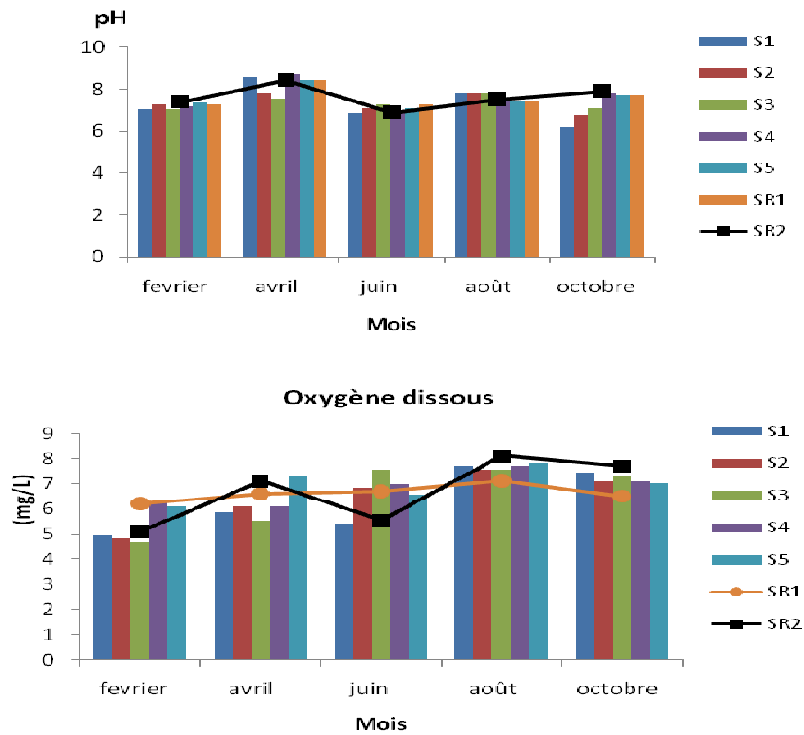 pH
10
8
6
4
2
0
fevrier avril juin août octobre
Mois
S1
S2
S3
S4
S5
SR1
SR2
Oxygène dissous
(mg/L)
9
8
7
6
5
4
3
2
1
0
fevrier avril juin août octobre
Mois
S1
S2
S3
S4
S5
SR1
SR2